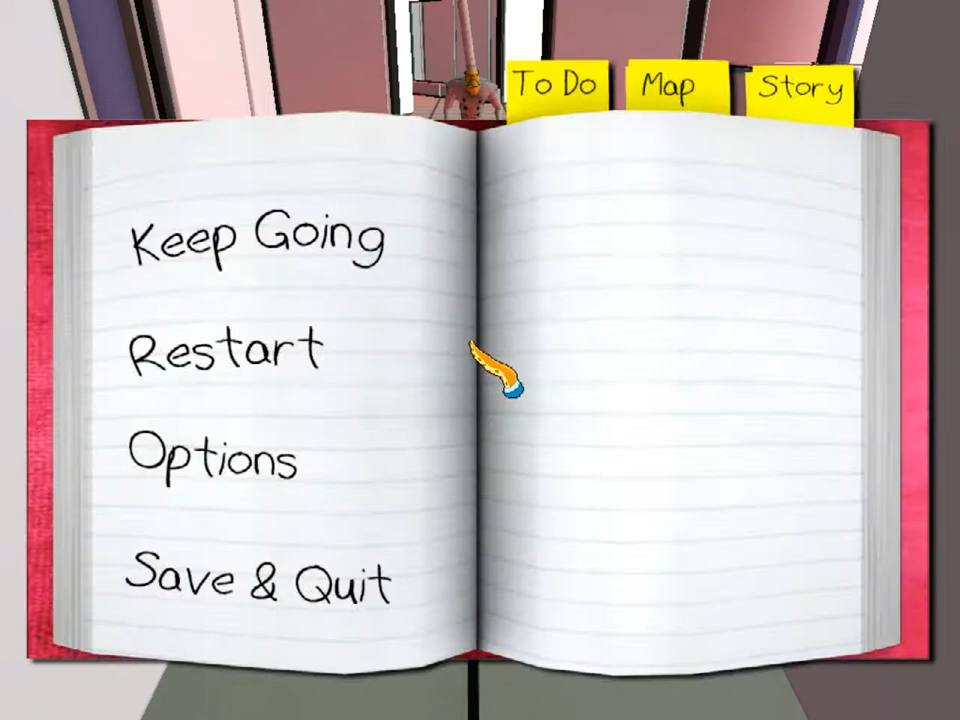 To Do
Map
Story
Keep Going
Restart
Options
Save & Quit